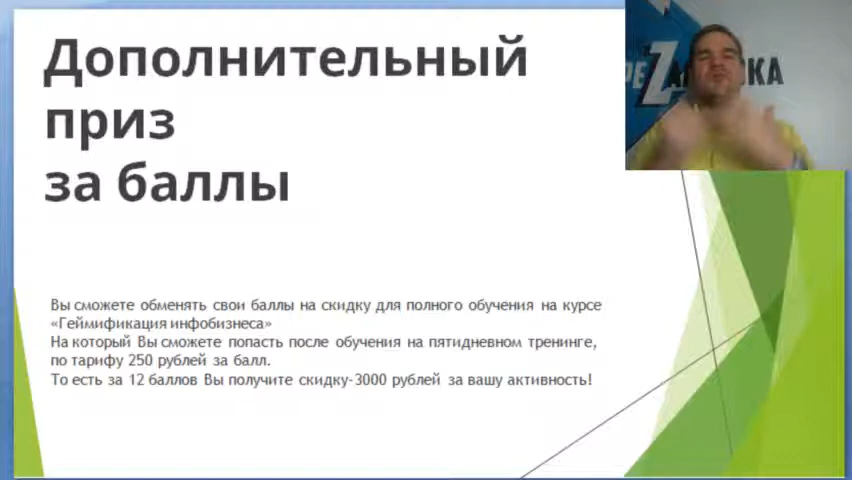 Дополнительный
приз
за баллы
Вы сможете обменять свои баллы на скидку для полного обучения на курсе
«Геймификация инфобизнеса»
На который Вы сможете попасть после обучения на пятидневном тренинге,
по тарифу 250 рублей за балл.
То есть за 12 баллов Вы получите скидку-3000 рублей за вашу активность!